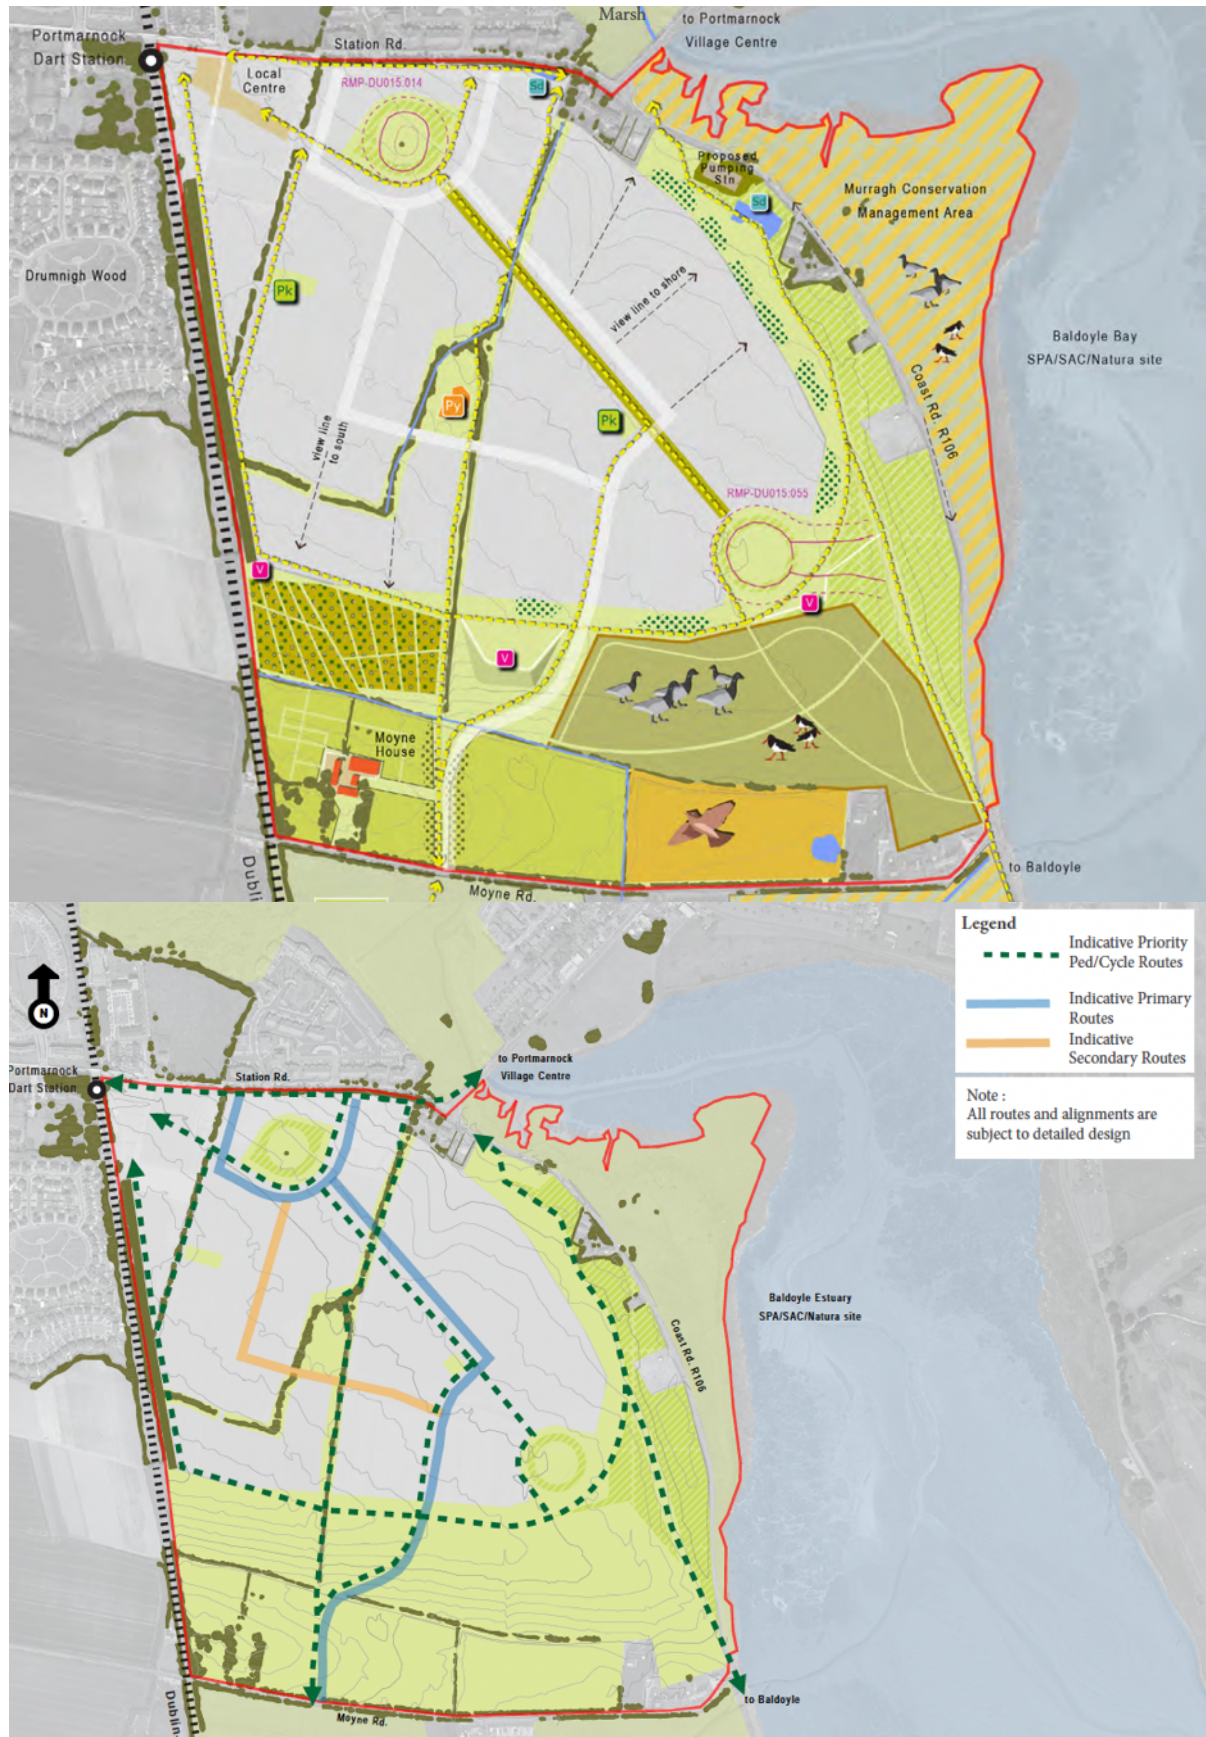 Marsh
to Portmarnock
Village Centre
Portmarnock
Dart Station
Station Rd.
Local
Centre
RMP-DU015.014
Sd
Proposed
Pumping
Stn
Sd
Murragh Conservation
Management Area
Drumnigh Wood
Pk
view line to shore
Baldoyle Bay
SPA/SAC/Natura site
Coast Rd. R106
Py
Pk
view line
to south
RMP-DU015:055
V
V
V
Moyne
House
Dublin
Moyne Rd.
to Baldoyle
Legend
Indicative Priority
Ped/Cycle Routes
Indicative Primary
Routes
Indicative
Secondary Routes
Note :
All routes and alignments are
subject to detailed design
N
to Portmarnock
Village Centre
Portmarnock
Dart Station
Station Rd.
Baldoyle Estuary
SPA/SAC/Natura site
Coast Rd. R106
to Baldoyle
Dublin-
Moyne Rd.